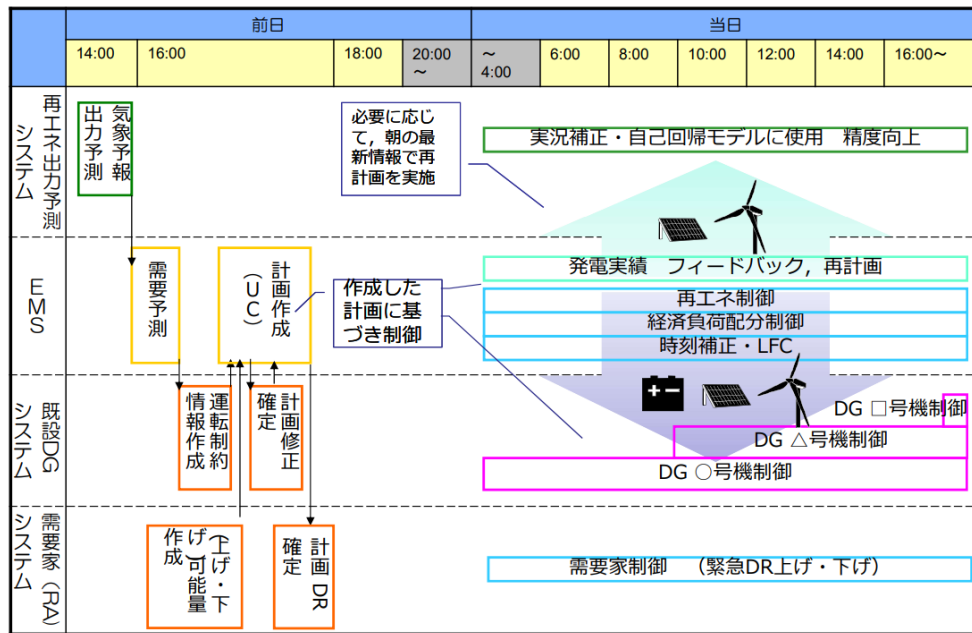 前日
当日
14:00
16:00
18:00
20:00
～
～
4:00
6:00
8:00
10:00
12:00
14:00
16:00～
再エネ出力予測
システム
気象予報
出力予測
必要に応じ
て，朝の最
新情報で再
計画を実施
実況補正・自己回帰モデルに使用　精度向上
EMS
需要予測
計画作成
（UC）
作成した
計画に基
づき制御
発電実績　フィードバック，再計画
再エネ制御
経済負荷配分制御
時刻補正・LFC
既設DG
システム
運転制約
情報作成
計画修正
確定
DG □号機制御
DG △号機制御
DG ○号機制御
需要家（RA）
システム
(上げ・下
げ)可能量
作成
計画DR
確定
需要家制御　（緊急DR上げ・下げ）